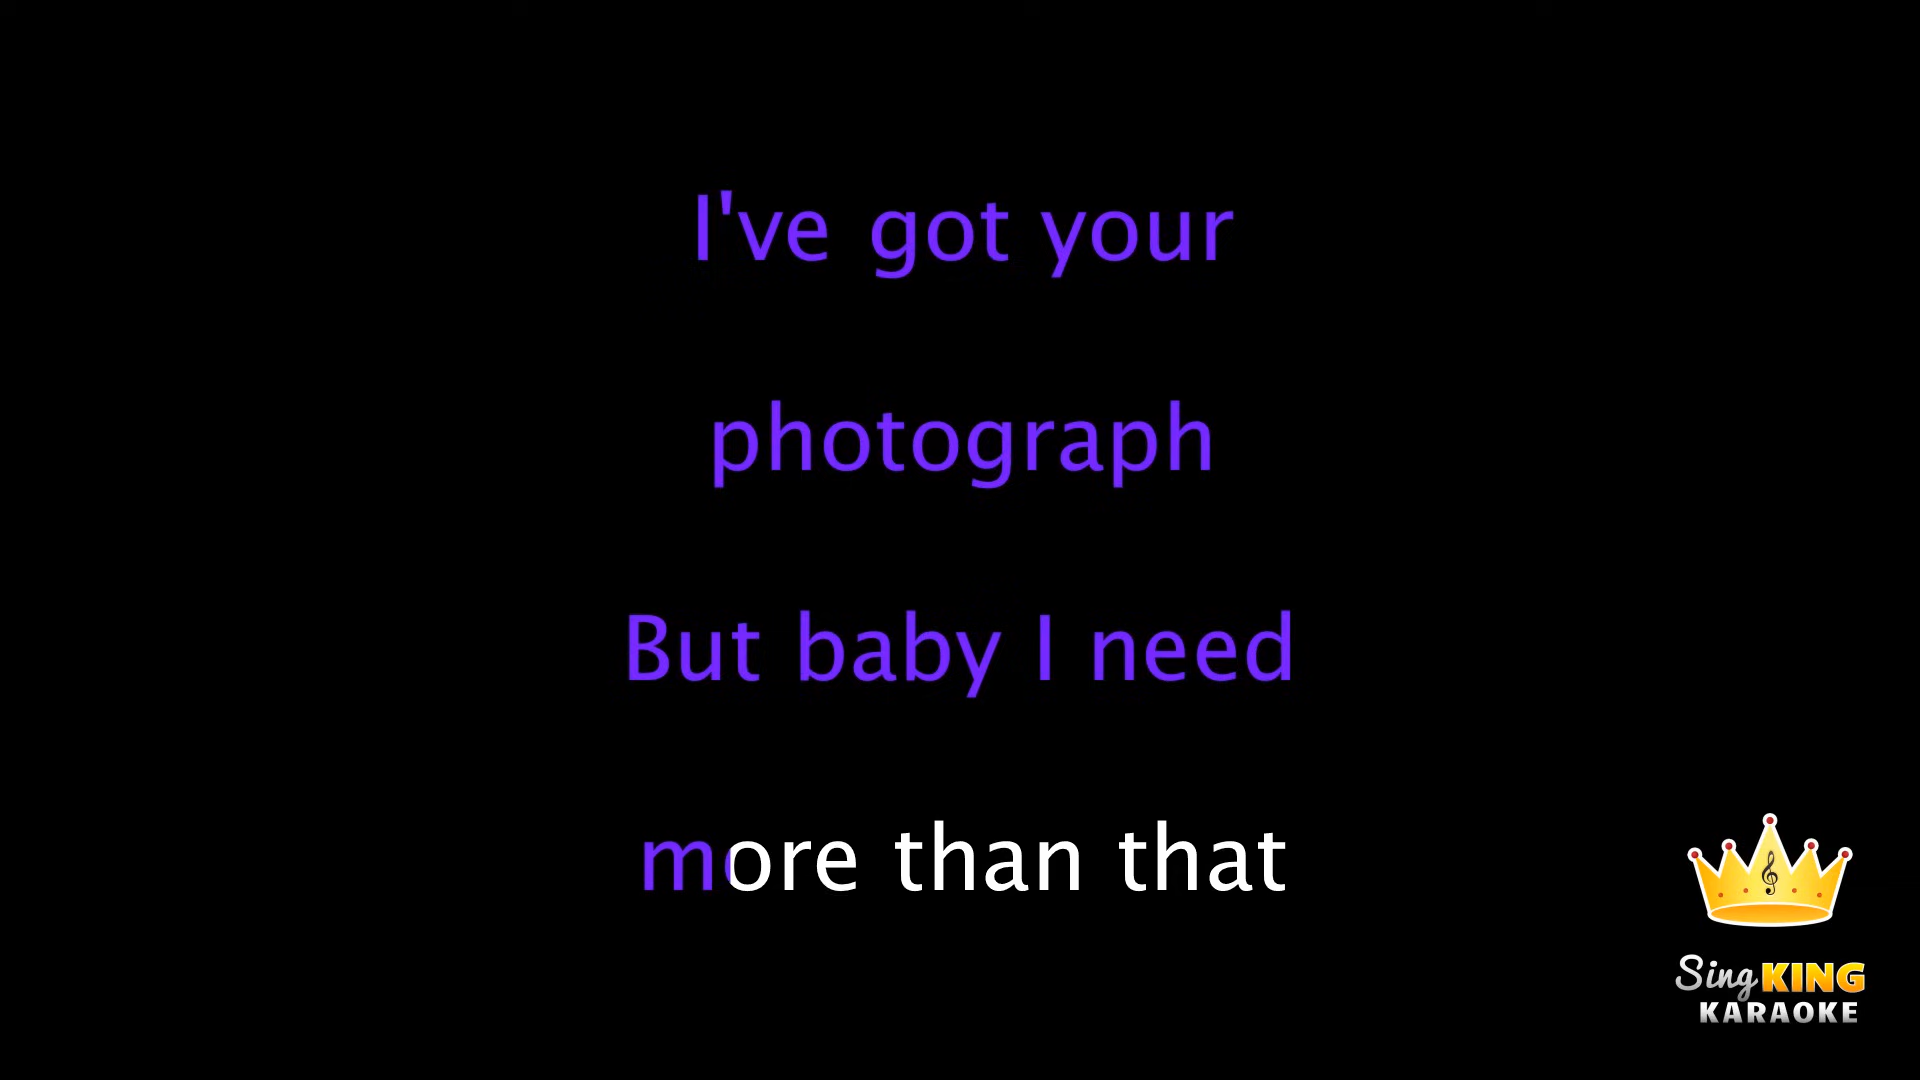 I've got your
photograph
But baby I need
more than that
Sing KING
KARAOKE